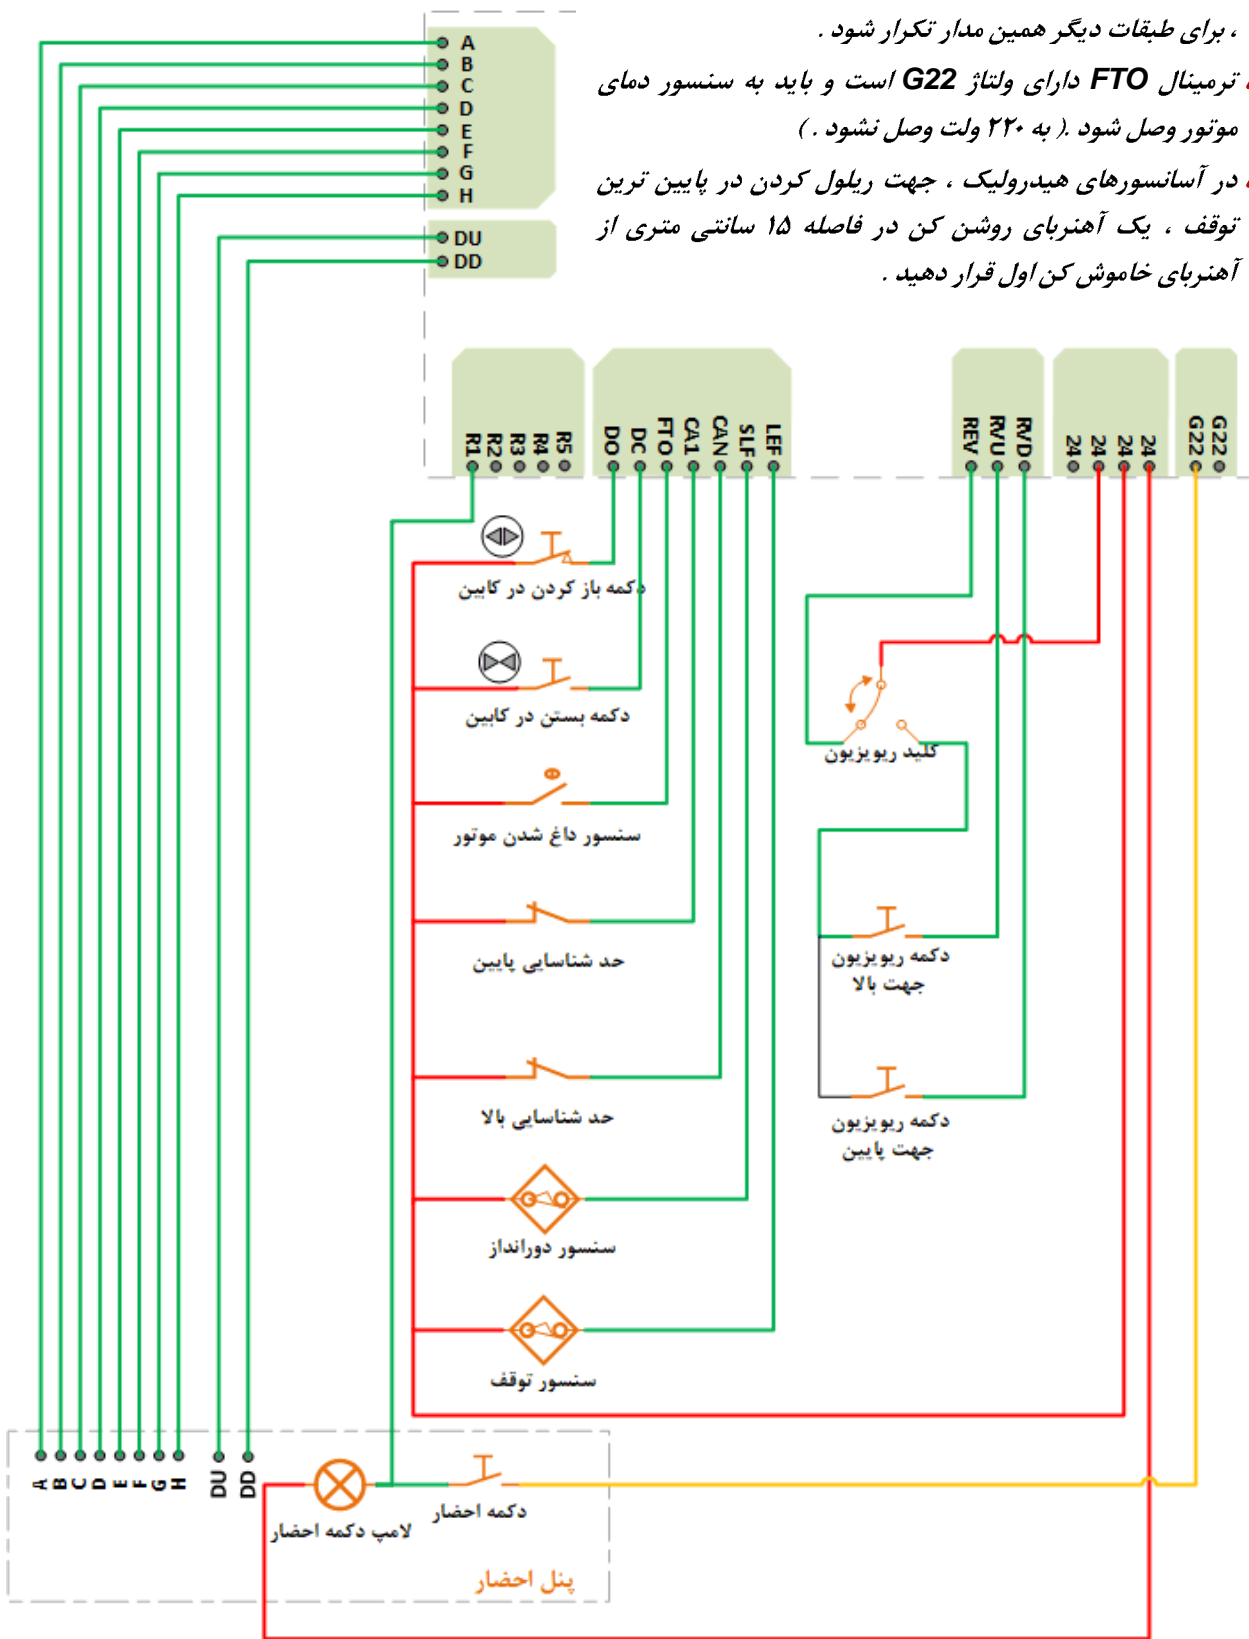 ، برای طبقات دیگر همین مدار تکرار شود .
ترمینال FTO دارای ولتاژ G22 است و باید به سنسور دمای
موتور وصل شود .( به ۲۲۰ ولت وصل نشود . )
در آسانسورهای هیدرولیک ، جهت ریلول کردن در پایین ترین
توقف ، یک آهنربای روشن کن در فاصله ۱۵ سانتی متری از
آهنربای خاموش کن اول قرار دهید .
A
B
C
D
E
F
G
H
DU
DD
R1 R2 R3 R4 R5
DO DC FTO CA1 CAN SLF LEF
REV RVU RVD
24 24 24 24
G22 G22
دکمه باز کردن در کابین
دکمه بستن در کابین
سنسور داغ شدن موتور
حد شناسایی پایین
حد شناسایی بالا
سنسور دورانداز
سنسور توقف
کلید ریویزیون
دکمه ریویزیون
جهت بالا
دکمه ریویزیون
جهت پایین
A B C D E F G H DU DD
دکمه احضار
لامپ دکمه احضار
پنل احضار